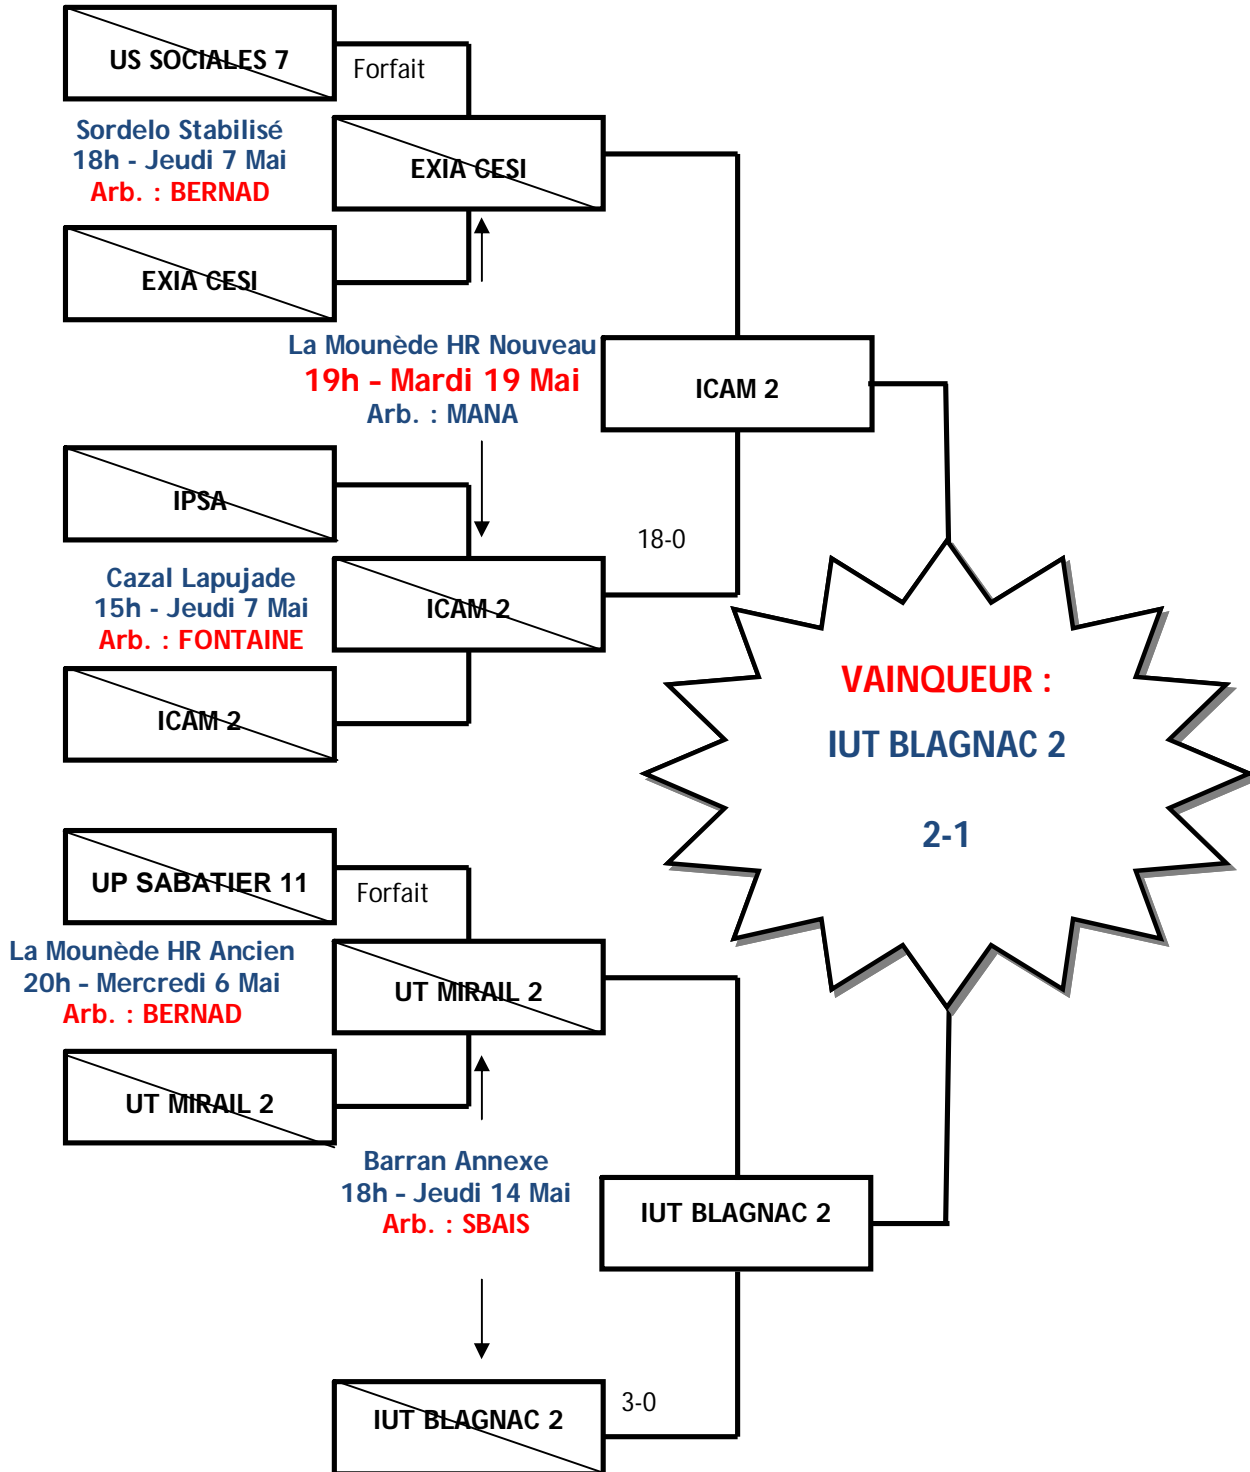 US SOCIALES 7
Forfait
Sordelo Stabilisé
18h - Jeudi 7 Mai
Arb. : BERNAD
EXIA CESI
EXIA CESI
La Mounède HR Nouveau
19h - Mardi 19 Mai
Arb. : MANA
ICAM 2
IPSA
18-0
Cazal Lapujade
15h - Jeudi 7 Mai
Arb. : FONTAINE
ICAM 2
ICAM 2
VAINQUEUR :
IUT BLAGNAC 2
2-1
UP SABATIER 11
Forfait
La Mounède HR Ancien
20h - Mercredi 6 Mai
Arb. : BERNAD
UT MIRAIL 2
UT MIRAIL 2
Barran Annexe
18h - Jeudi 14 Mai
Arb. : SBAIS
IUT BLAGNAC 2
3-0
IUT BLAGNAC 2